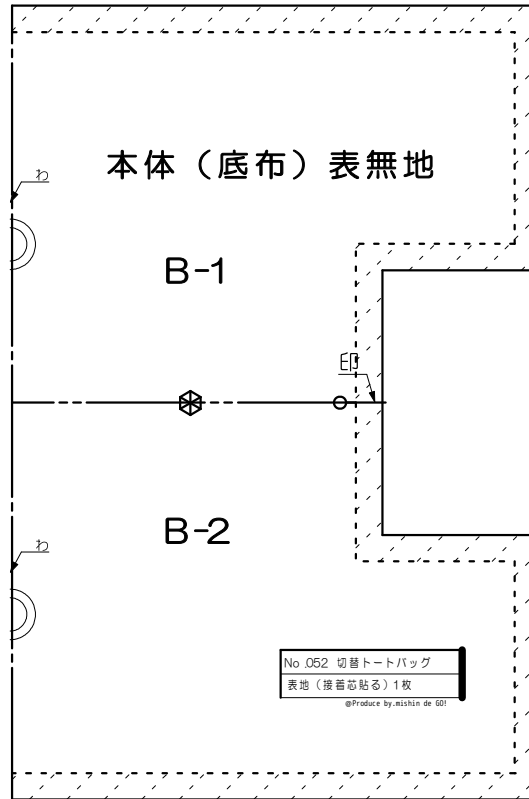 本体（底布）表無地
わ
B-1
印
B-2
わ
No.052 切替トートバッグ
表地（接着芯貼る）1枚
@Produce by.mishin de GO!